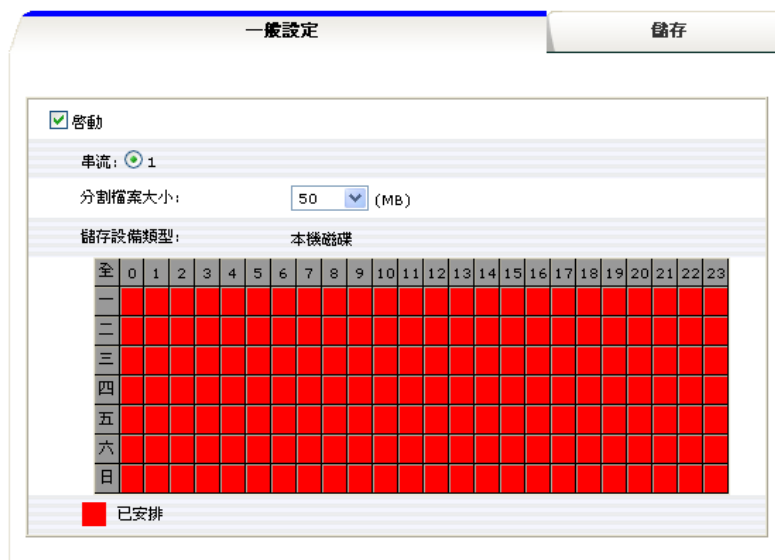 一般設定 儲存
啓動
串流: 1
分割檔案大小: 50 (MB)
儲存設備類型: 本機磁碟
全 0 1 2 3 4 5 6 7 8 9 10 11 12 13 14 15 16 17 18 19 20 21 22 23
一
二
三
四
五
六
日
已安排